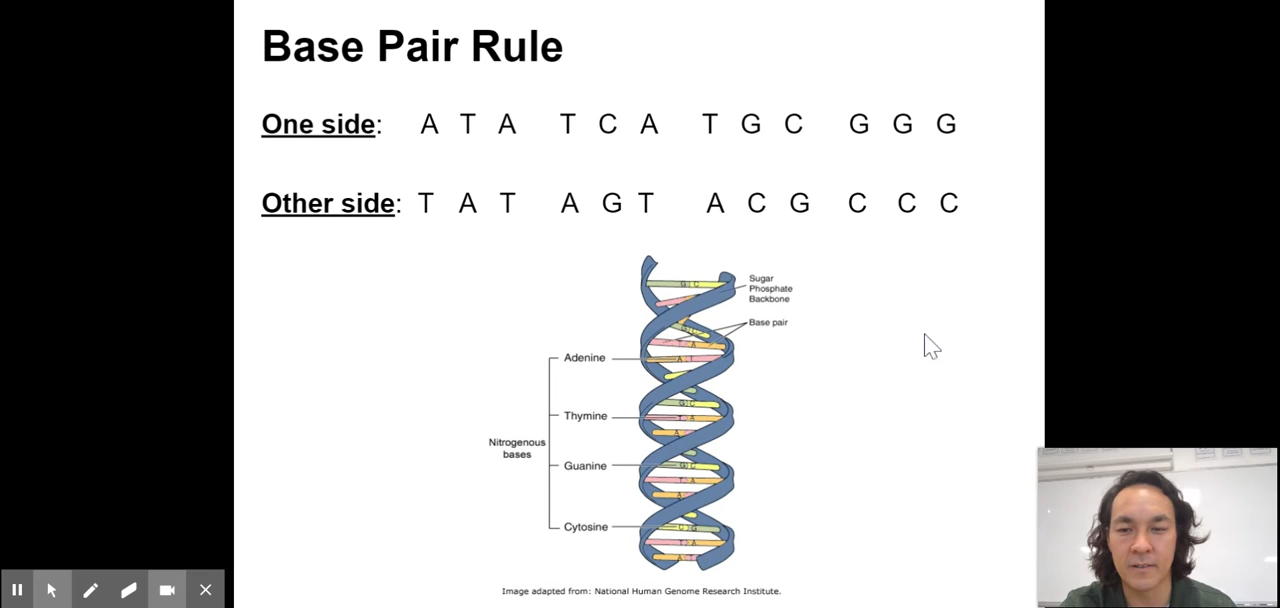 Base Pair Rule
One side: A T A T C A T G C G G G
Other side: T A T A G T A C G C C C
Sugar
Phosphate
Backbone
Base pair
Adenine
Thymine
Nitrogenous
bases
Guanine
Cytosine
G C
A
A
G C
T A
A
G C
T A
A
C G
T A
A
Image adapted from: National Human Genome Research Institute.